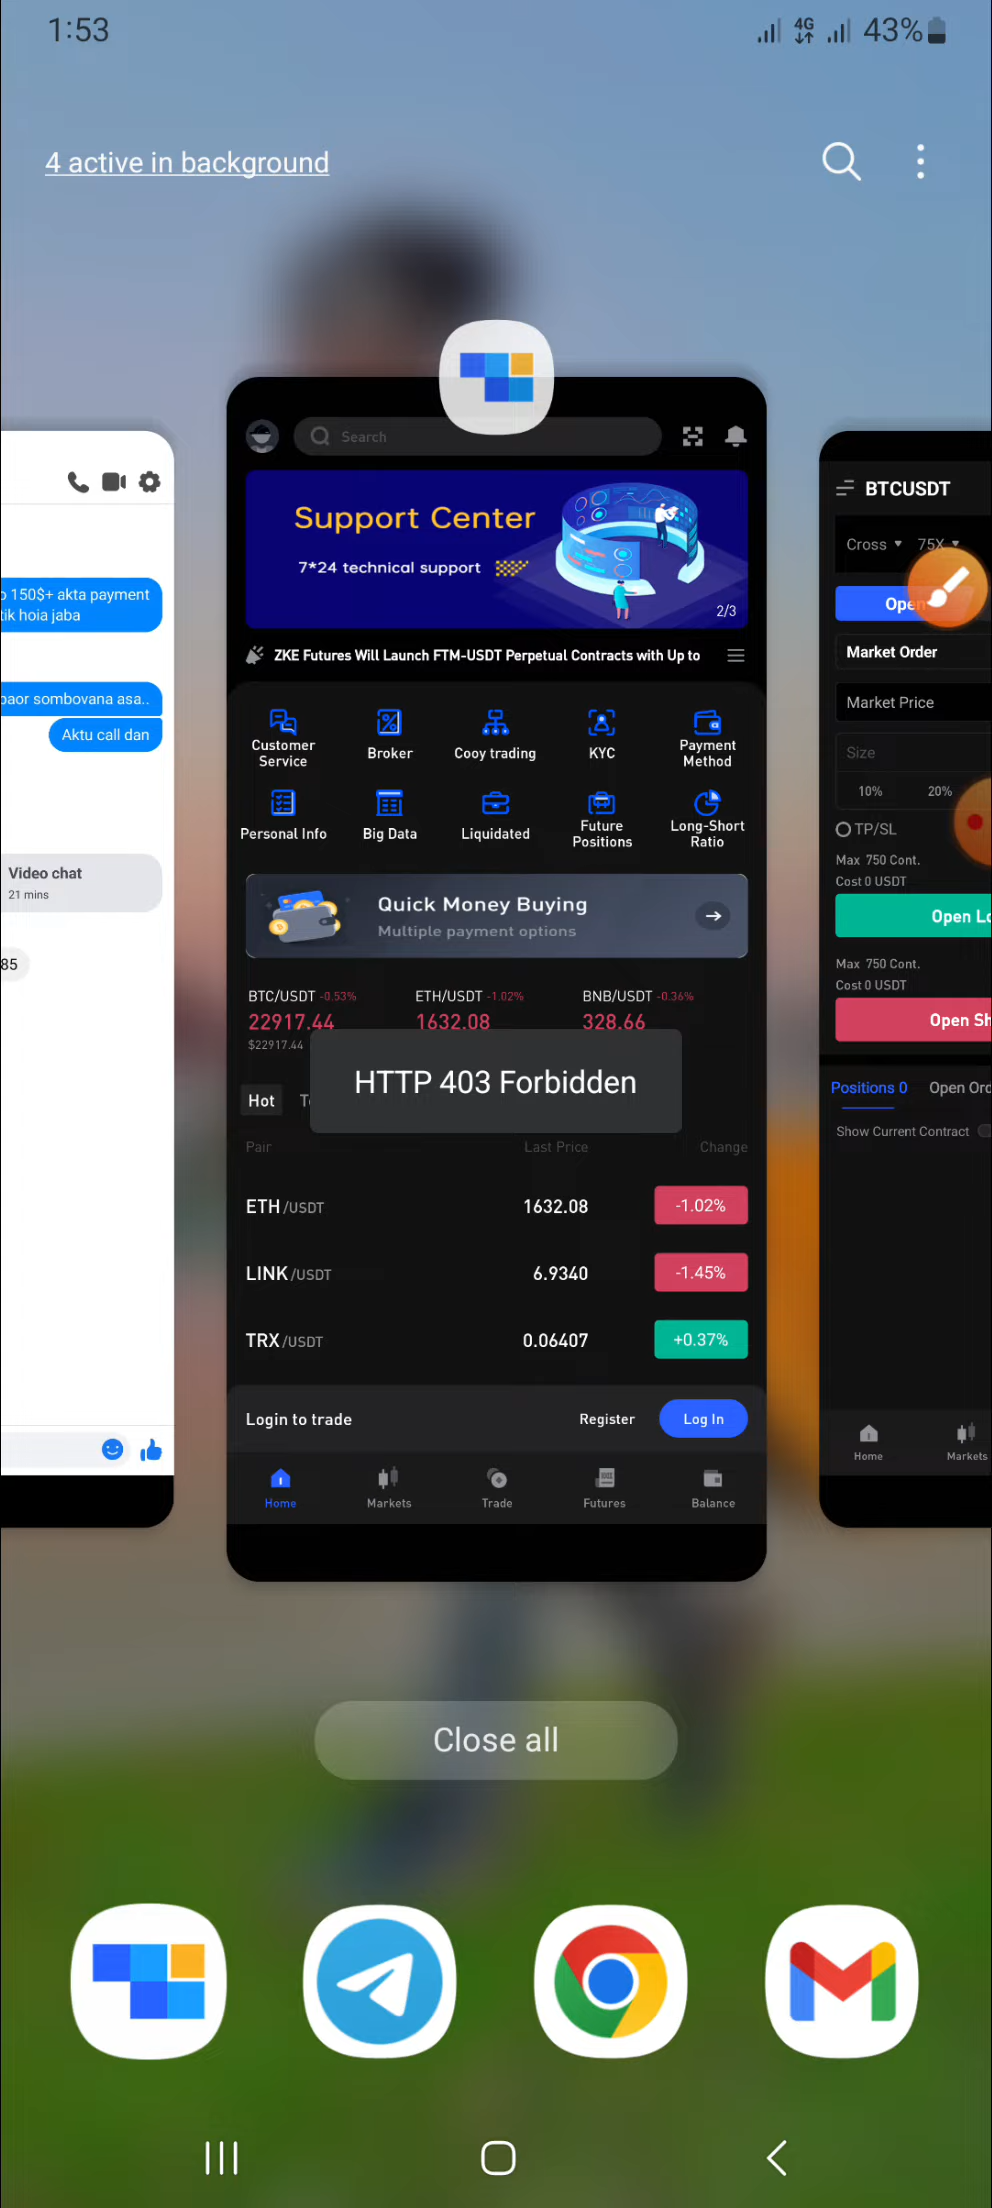 1:53
4G
43%
4 active in background
Search
Support Center
7*24 technical support
2/3
ZKE Futures Will Launch FTM-USDT Perpetual Contracts with Up to
Customer
Service
Broker
Cooy trading
KYC
Payment
Method
Personal Info
Big Data
Liquidated
Future
Positions
Long-Short
Ratio
Quick Money Buying
Multiple payment options
BTC/USDT -0.53%
22917.44
$22917.44
ETH/USDT -1.02%
1632.08
BNB/USDT -0.36%
328.66
HTTP 403 Forbidden
Hot
Pair Last Price Change
ETH/USDT 1632.08 -1.02%
LINK/USDT 6.9340 -1.45%
TRX/USDT 0.06407 +0.37%
Login to trade Register Log In
Home Markets Trade Futures Balance
150$+ akta payment
tik hoia jaba
paor sombovana asa..
Aktu call dan
Video chat
21 mins
85
BTCUSDT
Cross 75X
Open
Market Order
Market Price
Size
10% 20%
TP/SL
Max 750 Cont.
Cost 0 USDT
Open Lo
Max 750 Cont.
Cost 0 USDT
Open Sh
Positions 0 Open Ord
Show Current Contract
Home Markets
Close all